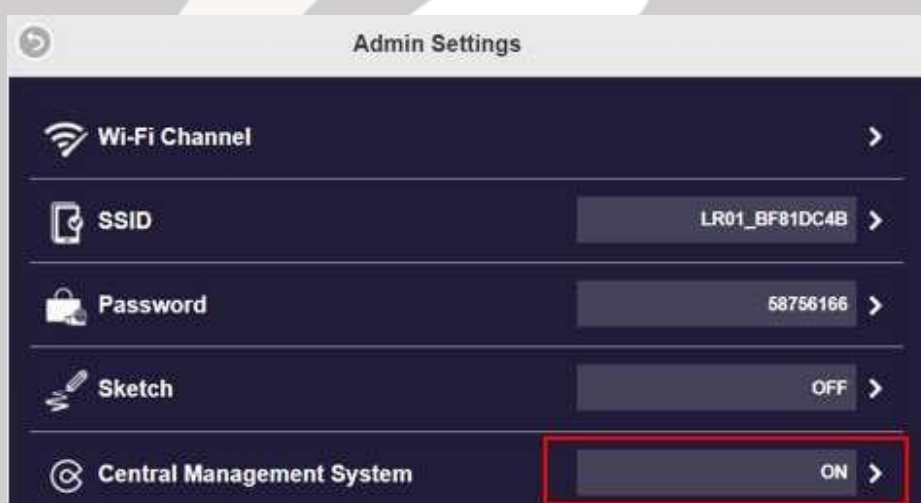 Admin Settings
Wi-Fi Channel
SSID LR01_BF81DC4B
Password 58756166
Sketch OFF
Central Management System ON